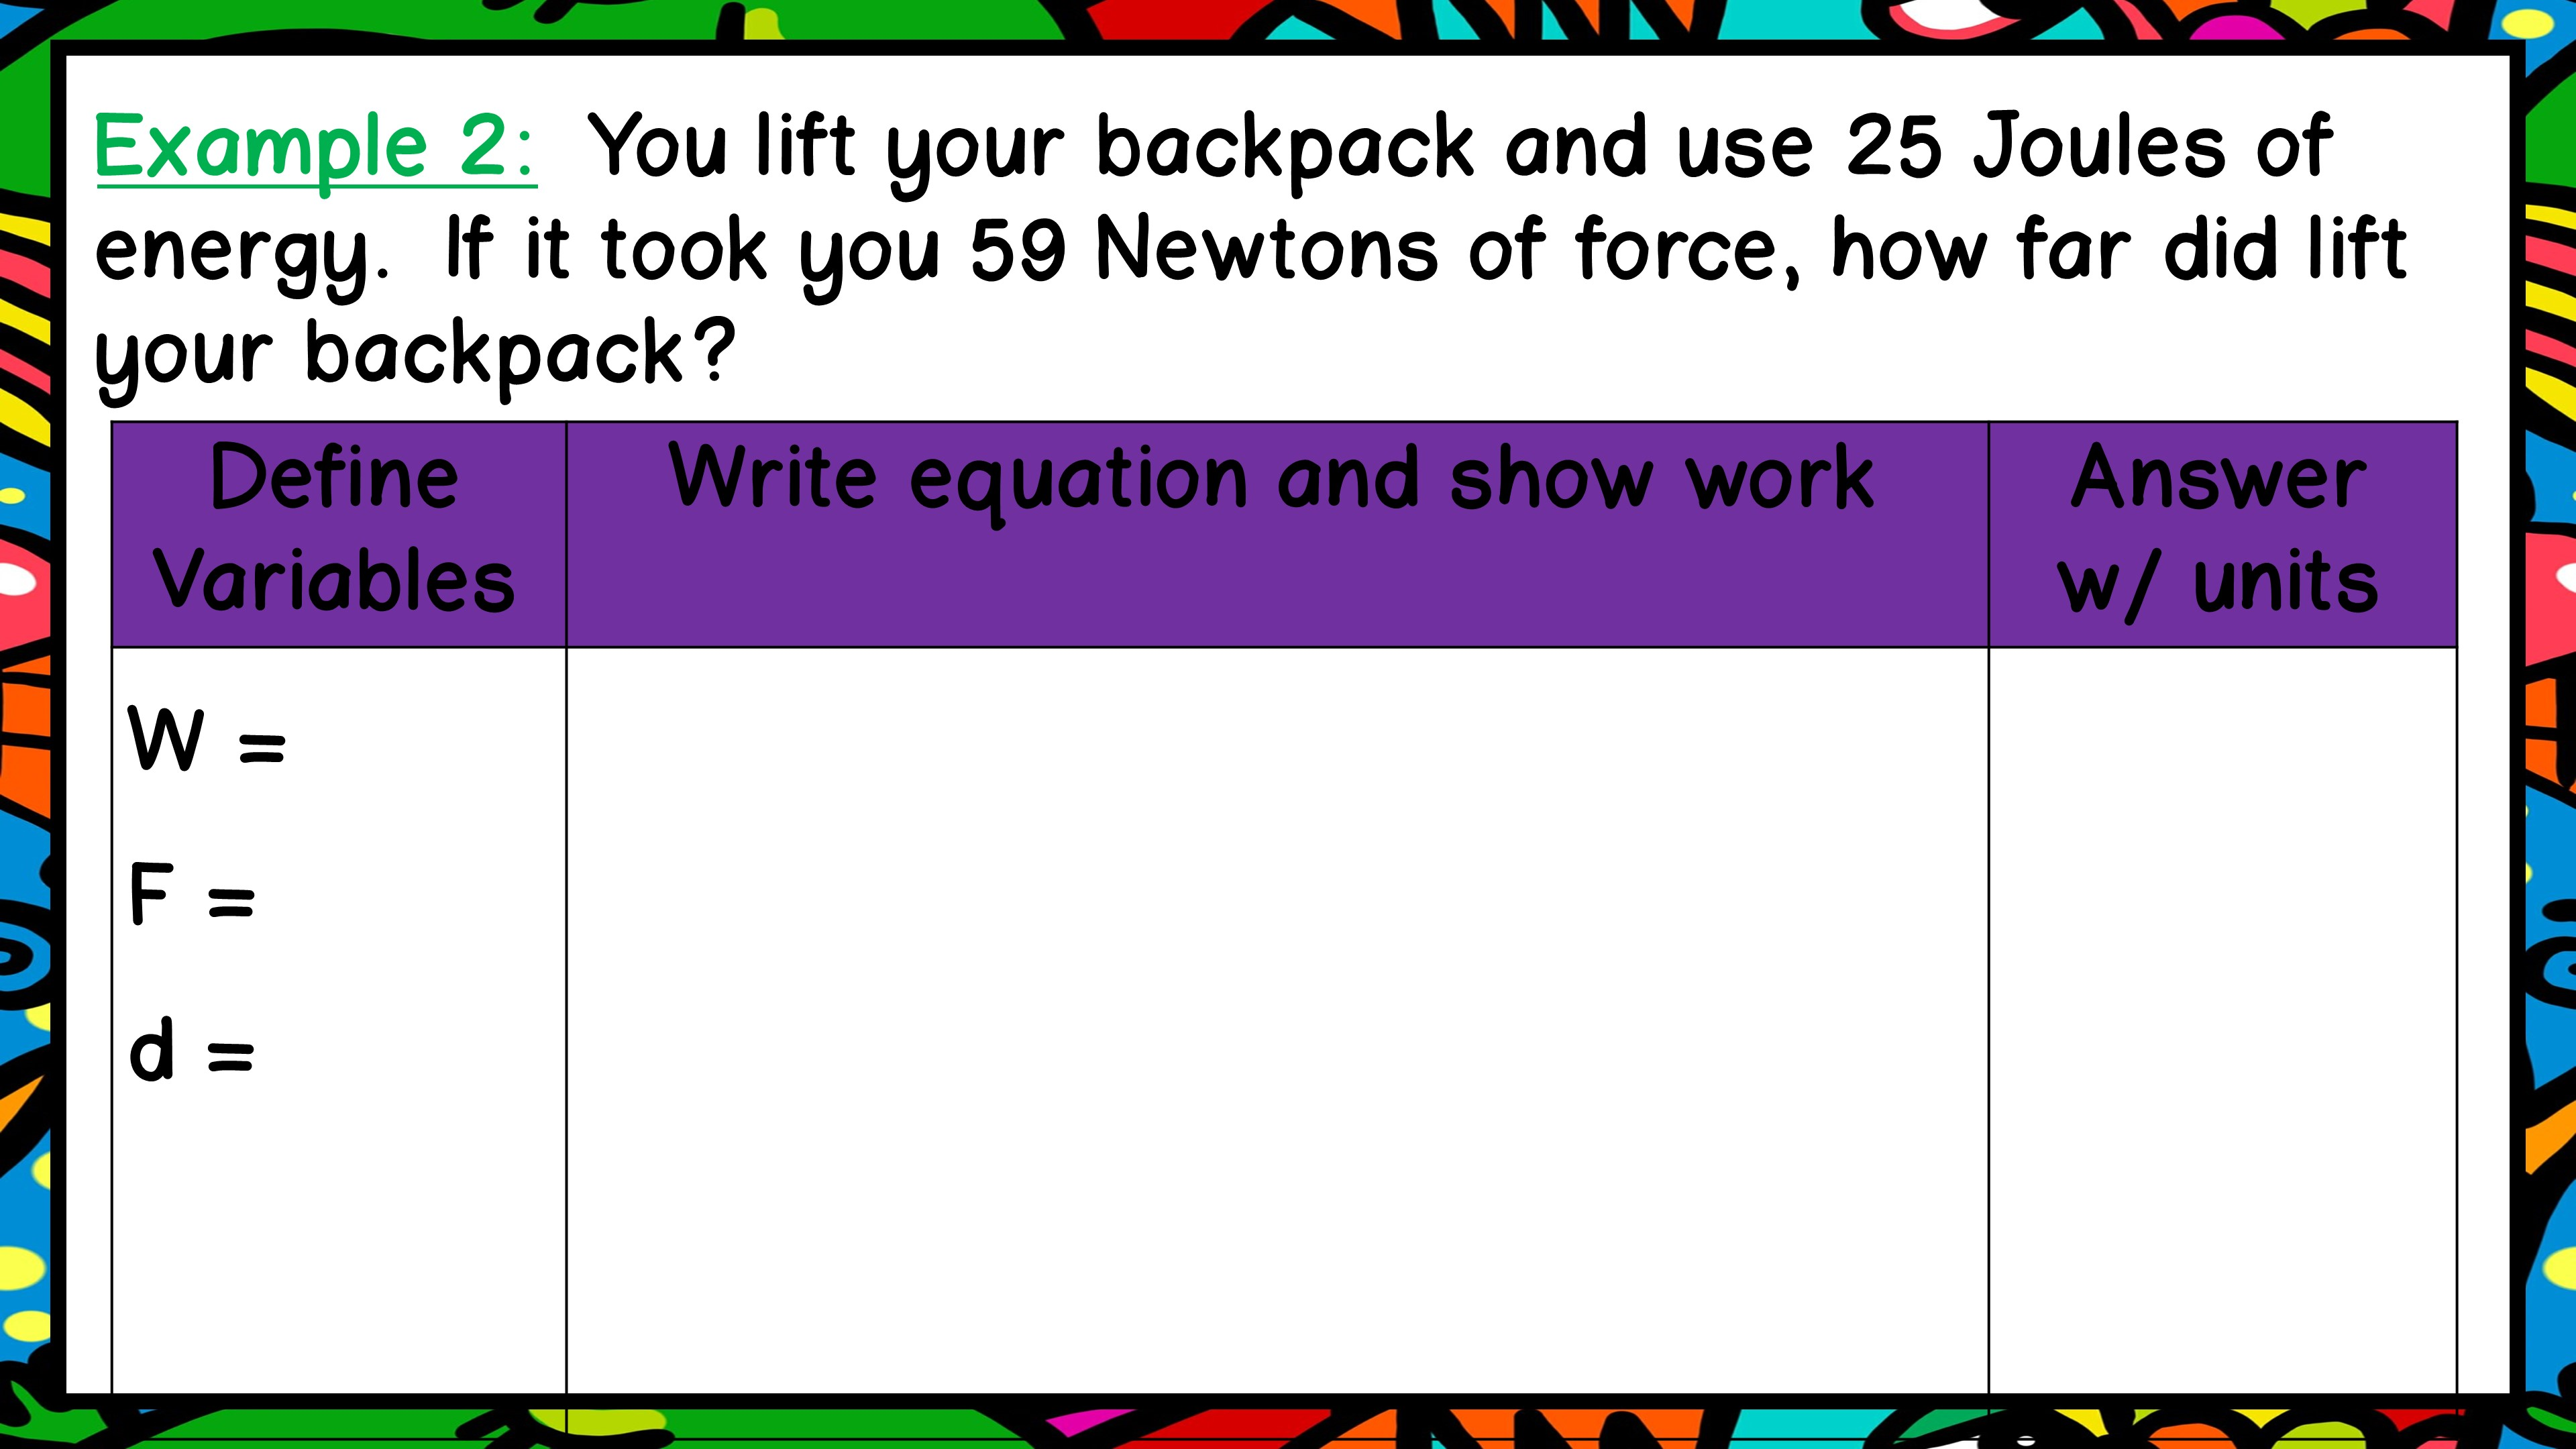 Example 2:  You lift your backpack and use 25 Joules of
energy.  If it took you 59 Newtons of force, how far did lift
your backpack?
Define
Variables
Write equation and show work
Answer
w/ units
W =
F =
d =